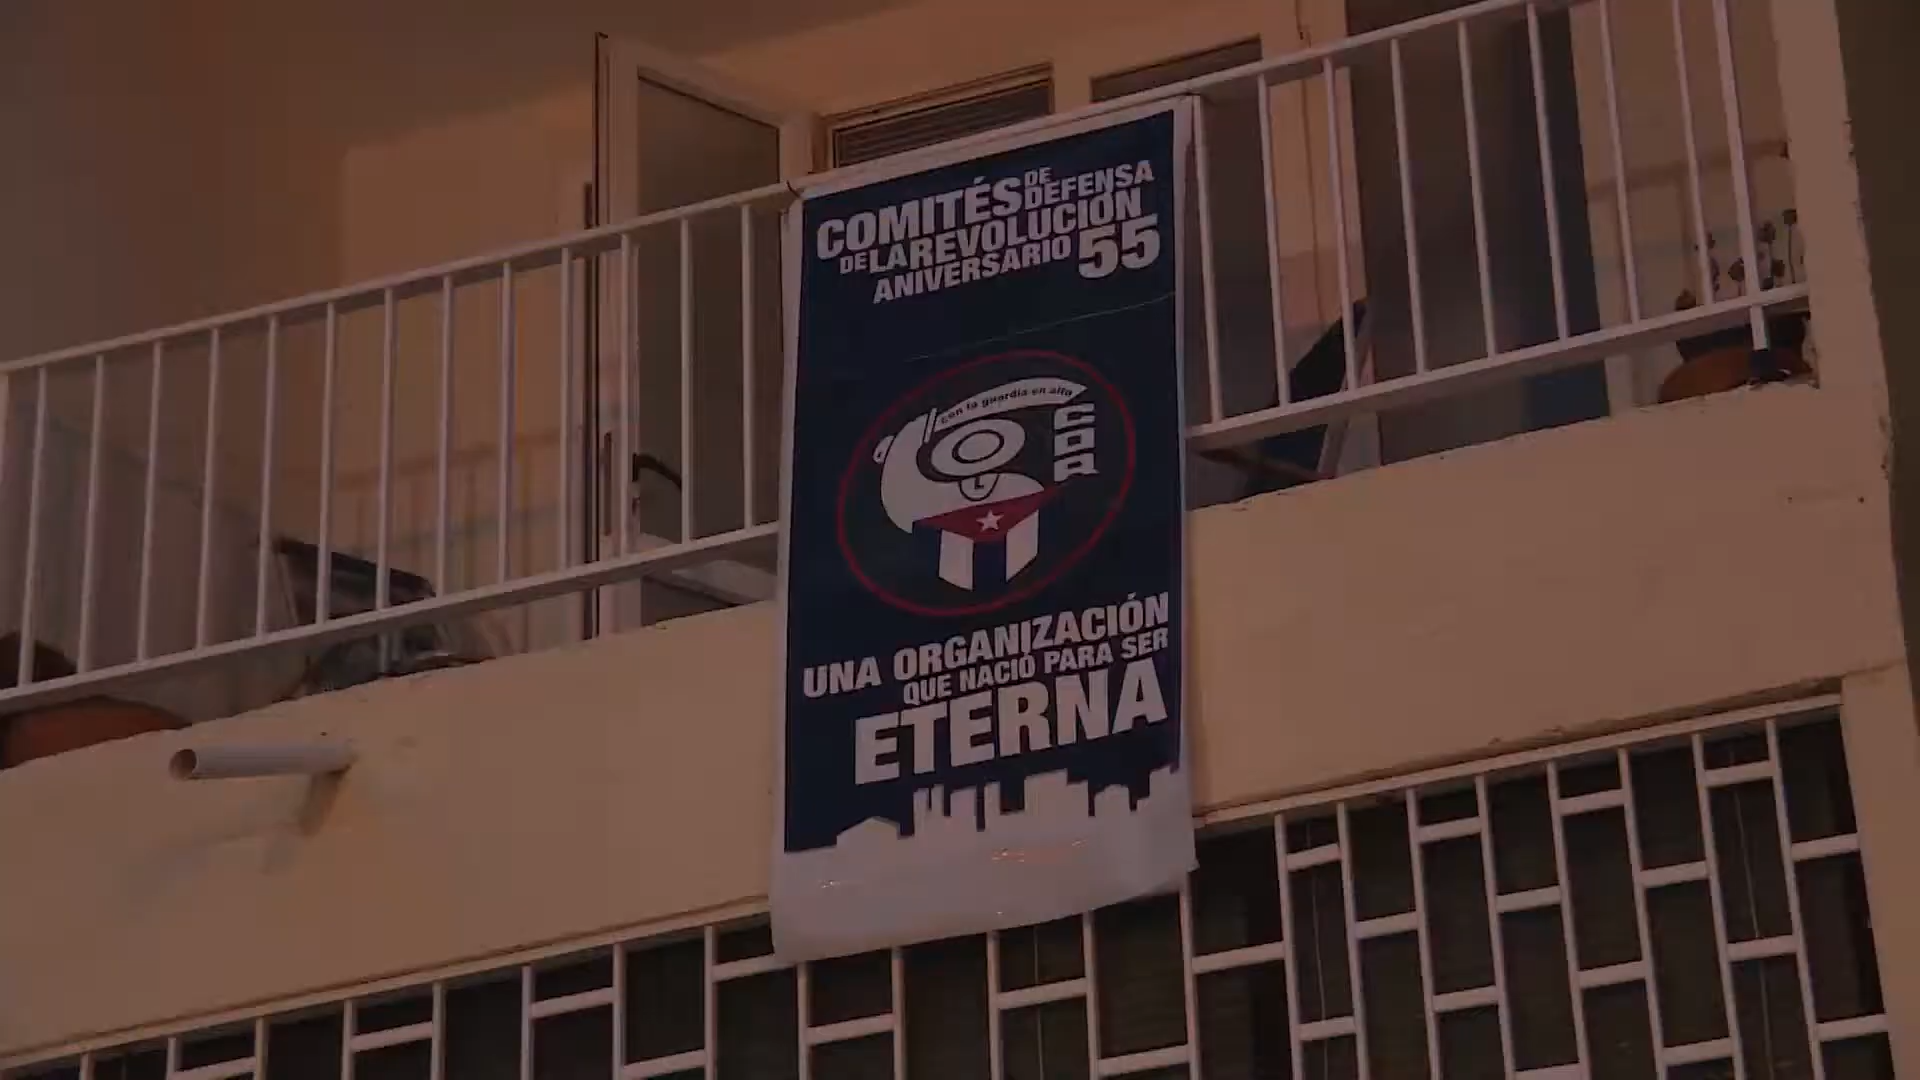 COMITÉS DE DEFENSA
DE LA REVOLUCIÓN
ANIVERSARIO 55
con la guardia en alto
CDR
UNA ORGANIZACIÓN
QUE NACIÓ PARA SER
ETERNA